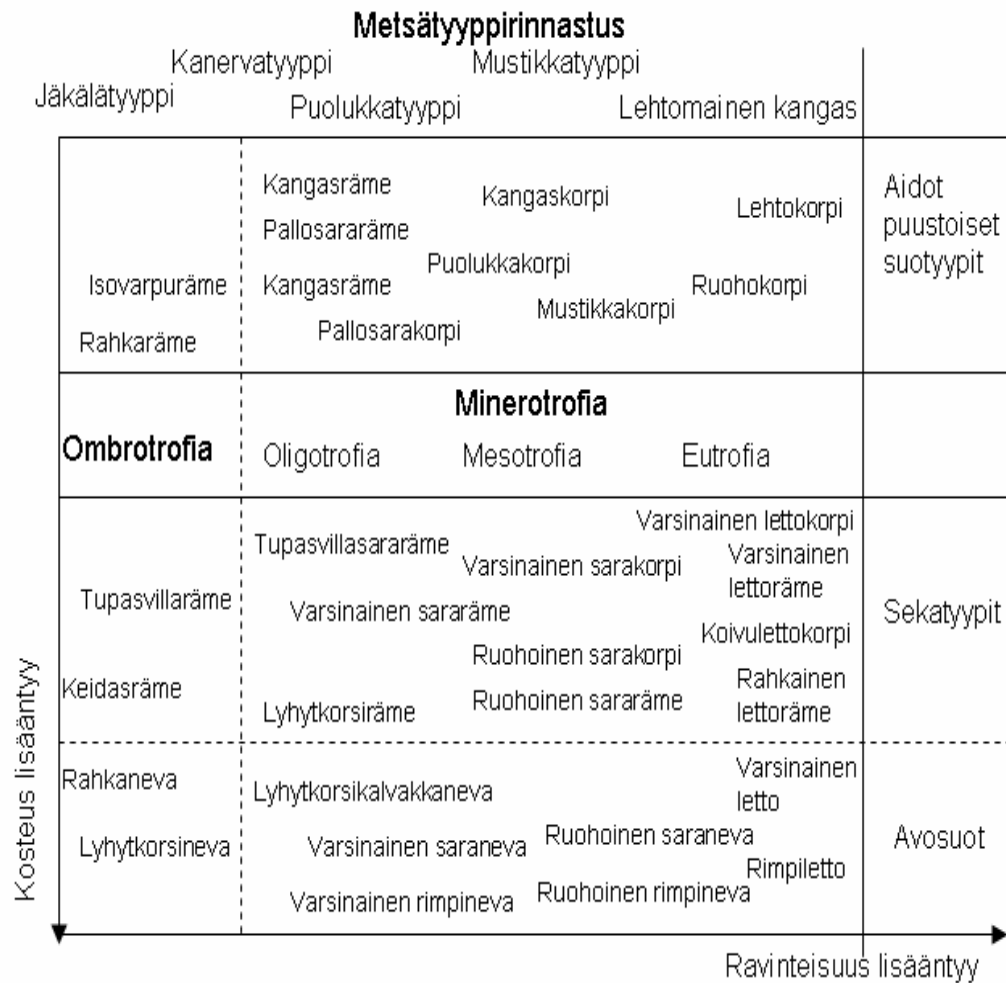 Metsätyyppirinnastus
Kanervatyyppi
Mustikkatyyppi
Jäkälätyyppi
Puolukkatyyppi
Lehtomainen kangas
Kangasräme
Kangaskorpi
Lehtokorpi
Aidot
puustoiset
suotyypit
Pallosararäme
Puolukkakorpi
Isovarpuräme
Kangasräme
Ruohokorpi
Mustikkakorpi
Rahkaräme
Pallosarakorpi
Minerotrofia
Ombrotrofia
Oligotrofia
Mesotrofia
Eutrofia
Varsinainen lettokorpi
Tupasvillasararäme
Varsinainen sarakorpi
Varsinainen
lettoräme
Tupasvillaräme
Varsinainen sararäme
Koivulettokorpi
Sekatyypit
Ruohoinen sarakorpi
Keidasräme
Lyhytkorsiräme
Ruohoinen sararäme
Rahkainen
lettoräme
Rahkaneva
Lyhytkorsikalvakkaneva
Varsinainen
letto
Lyhytkorsineva
Varsinainen saraneva
Ruohoinen saraneva
Rimpiletto
Avosuot
Varsinainen rimpineva
Ruohoinen rimpineva
Kosteus lisääntyy
Ravinteisuus lisääntyy